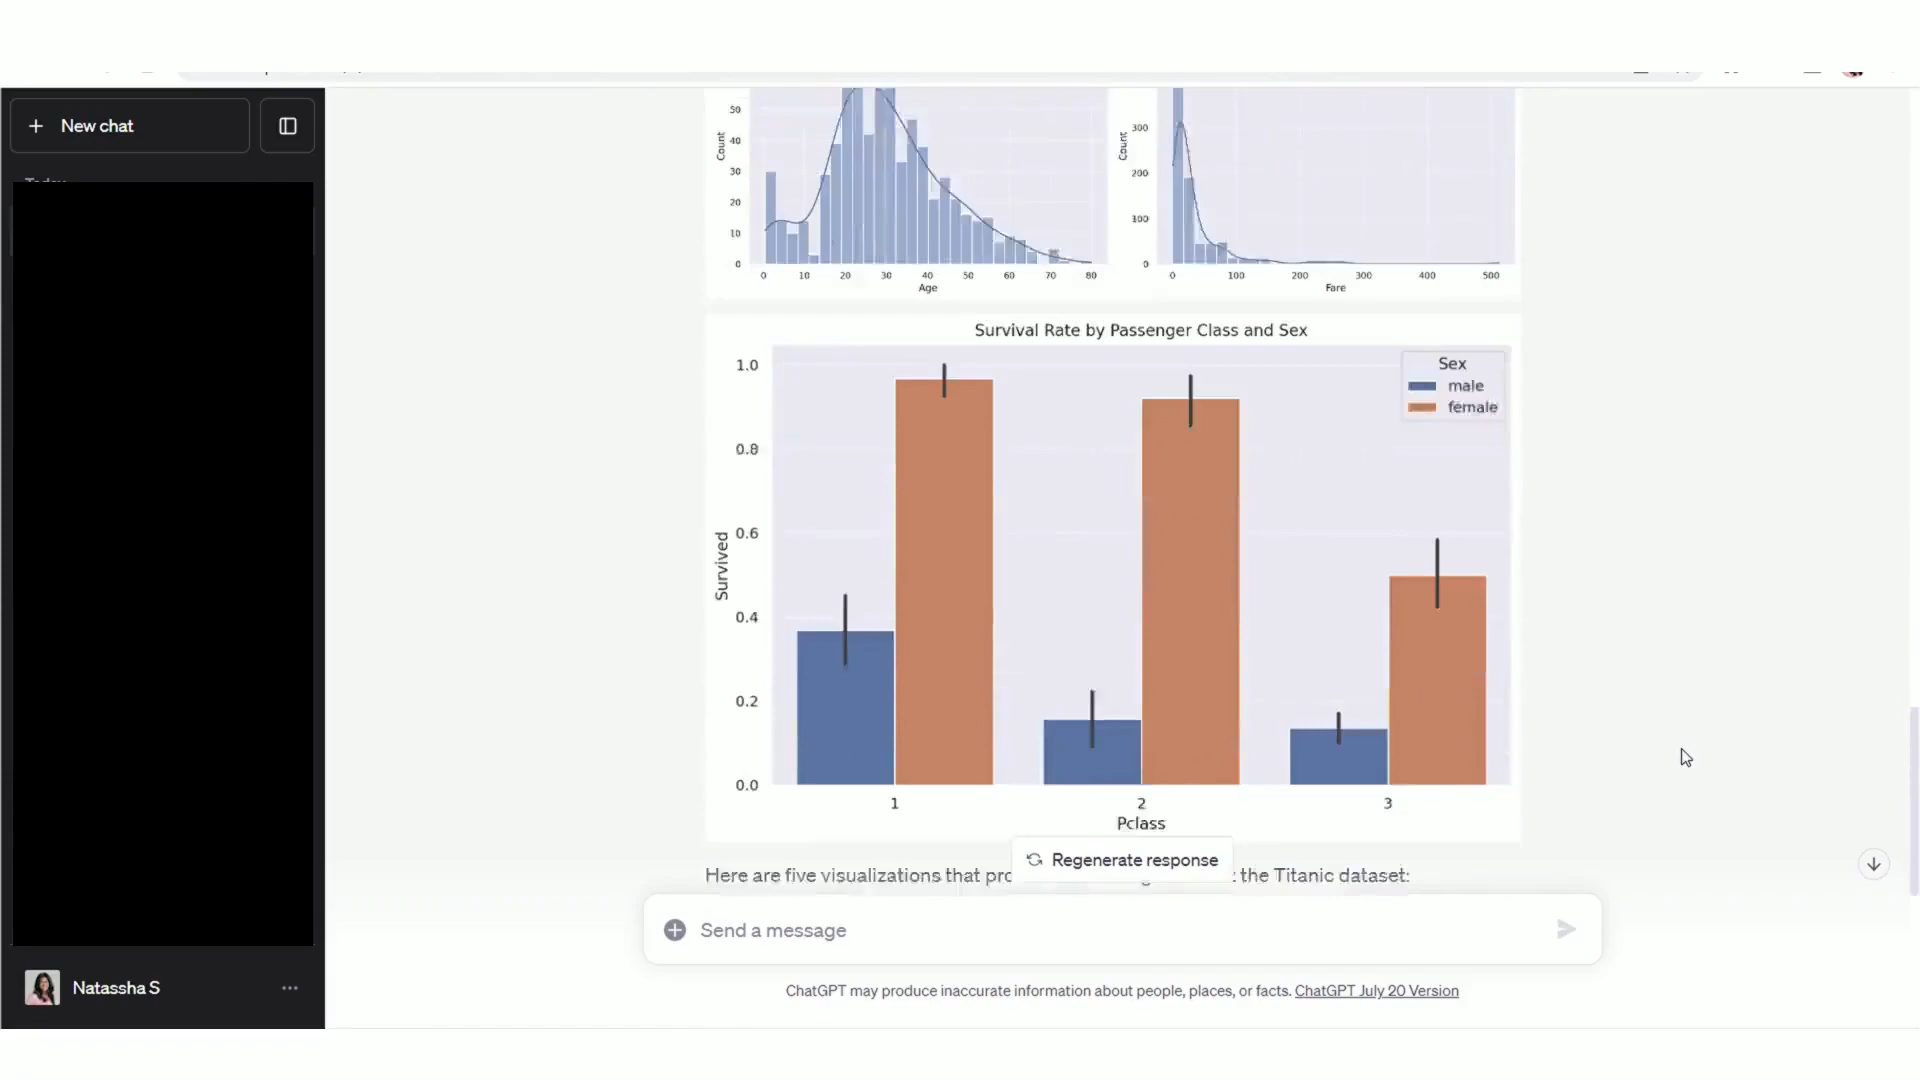 New chat
Today
50
40
30
20
10
0
Count
0 10 20 30 40 50 60 70 80
Age
300
200
100
0
Count
0 100 200 300 400 500
Fare
Survival Rate by Passenger Class and Sex
Sex
male
female
1.0
0.8
0.6
0.4
0.2
0.0
Survived
1 2 3
Pclass
Regenerate response
Here are five visualizations that the Titanic dataset:
Send a message
Natassha S
ChatGPT may produce inaccurate information about people, places, or facts. ChatGPT July 20 Version